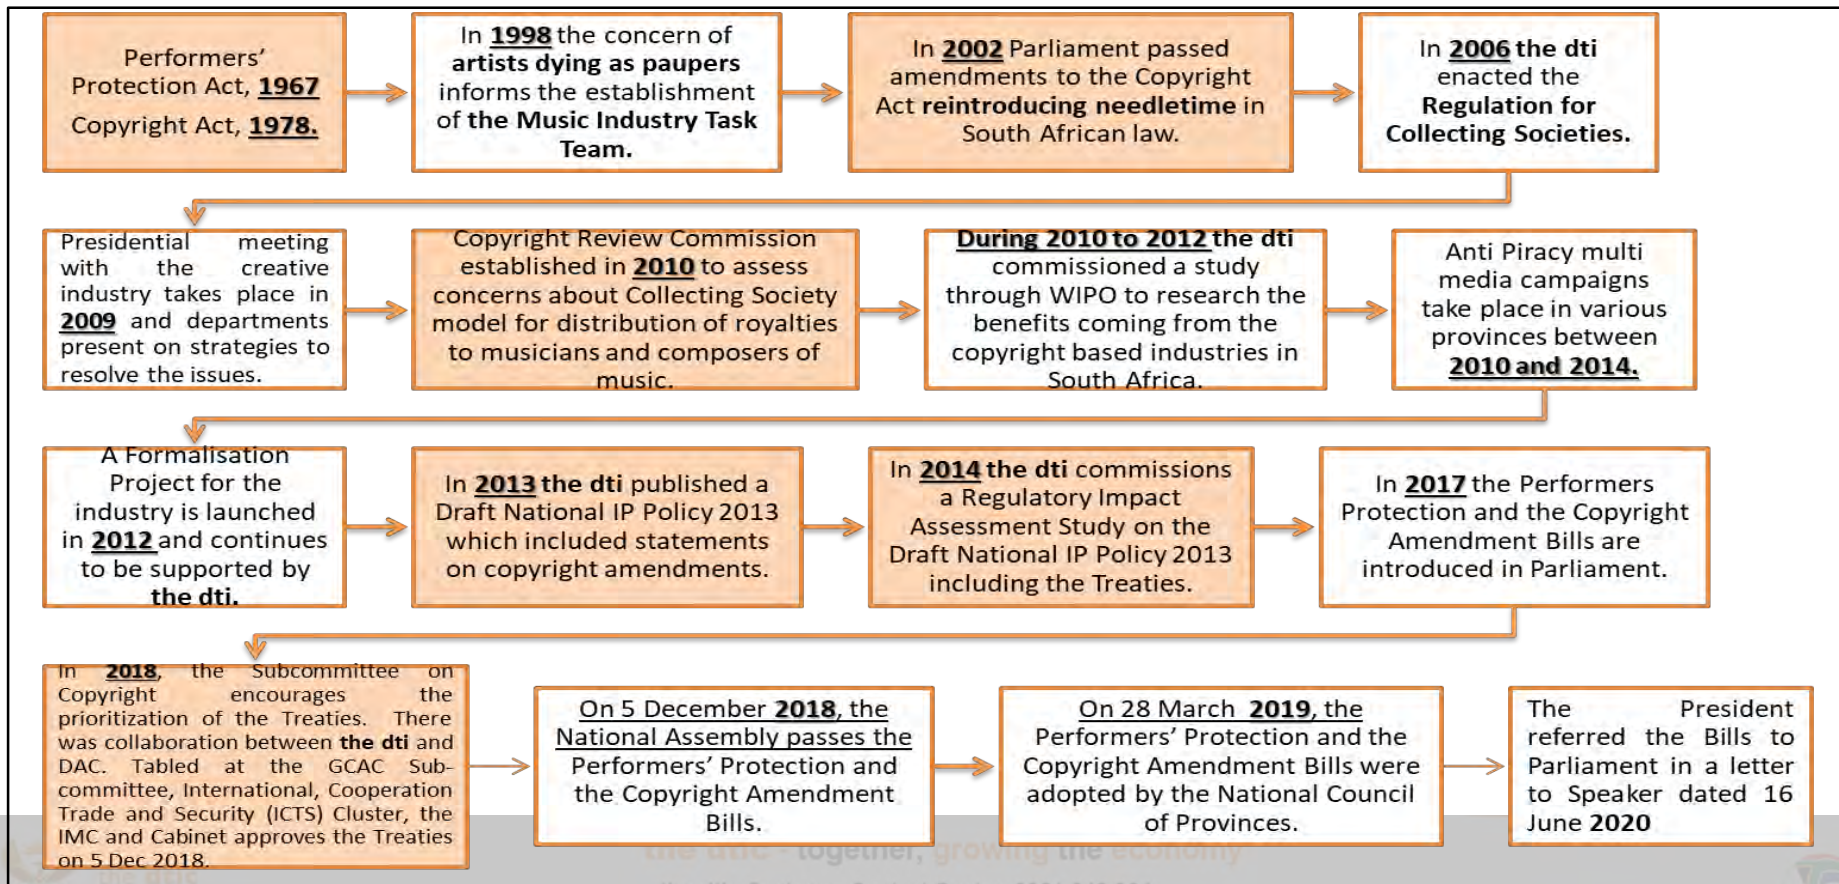 Performers’
Protection Act, 1967
Copyright Act, 1978.
In 1998 the concern of
artists dying as paupers
informs the establishment
of the Music Industry Task
Team.
In 2002 Parliament passed
amendments to the Copyright
Act reintroducing needletime in
South African law.
In 2006 the dti
enacted the
Regulation for
Collecting Societies.
Presidential meeting
with the creative
industry takes place in
2009 and departments
present on strategies to
resolve the issues.
Copyright Review Commission
established in 2010 to assess
concerns about Collecting Society
model for distribution of royalties
to musicians and composers of
music.
During 2010 to 2012 the dti
commissioned a study
through WIPO to research the
benefits coming from the
copyright based industries in
South Africa.
Anti Piracy multi
media campaigns
take place in various
provinces between
2010 and 2014.
A Formalisation
Project for the
industry is launched
in 2012 and continues
to be supported by
the dti.
In 2013 the dti published a
Draft National IP Policy 2013
which included statements
on copyright amendments.
In 2014 the dti commissions
a Regulatory Impact
Assessment Study on the
Draft National IP Policy 2013
including the Treaties.
In 2017 the Performers
Protection and the Copyright
Amendment Bills are
introduced in Parliament.
In 2018, the Subcommittee on
Copyright encourages the
prioritization of the Treaties. There
was collaboration between the dti and
DAC. Tabled at the GCAC Sub-
committee, International, Cooperation
Trade and Security (ICTS) Cluster, the
IMC and Cabinet approves the Treaties
on 5 Dec 2018.
On 5 December 2018, the
National Assembly passes the
Performers’ Protection and
the Copyright Amendment
Bills.
On 28 March 2019, the
Performers’ Protection and the
Copyright Amendment Bills were
adopted by the National Council
of Provinces.
The President
referred the Bills to
Parliament in a letter
to Speaker dated 16
June 2020
the dtic - together, growing the economy
the dtic